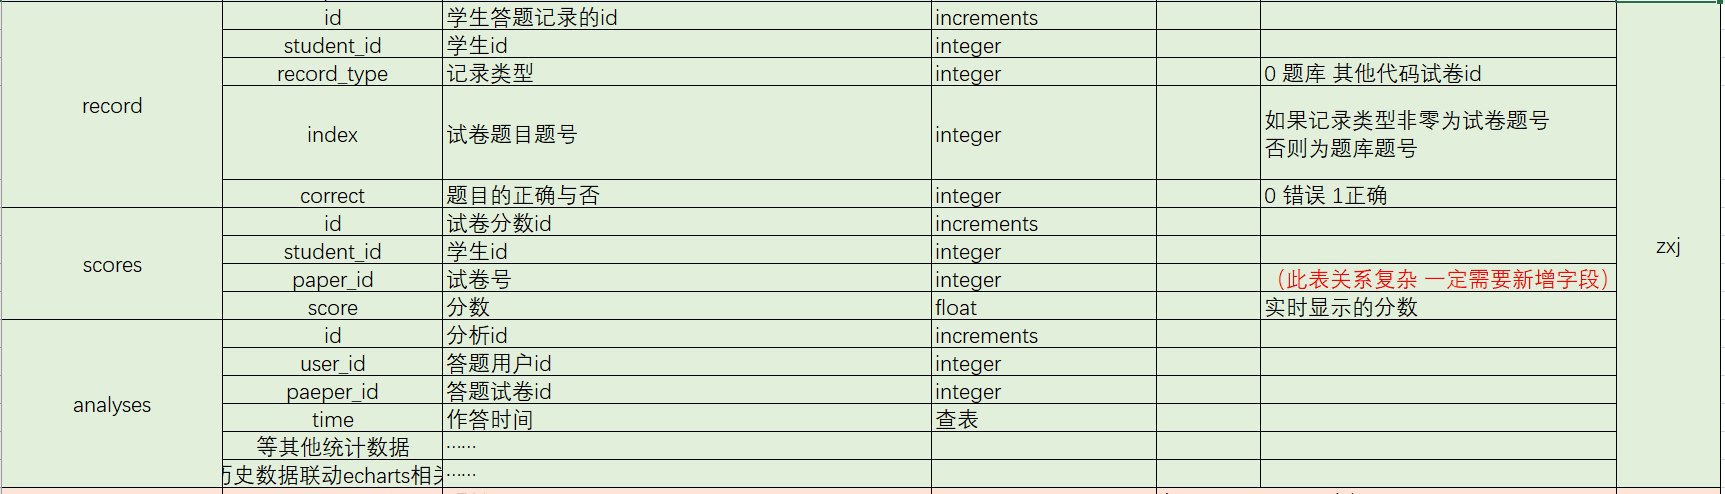 record
id 学生答题记录的id increments
student_id 学生id integer
record_type 记录类型 integer 0 题库 其他代码试卷id
index 试卷题目题号 integer 如果记录类型非零为试卷题号
否则为题库题号
correct 题目的正确与否 integer 0 错误 1正确
scores
id 试卷分数id increments
student_id 学生id integer
paper_id 试卷号 integer （此表关系复杂 一定需要新增字段）
score 分数 float 实时显示的分数
zxj
analyses
id 分析id increments
user_id 答题用户id integer
paeper_id 答题试卷id integer
time 作答时间 查表
等其他统计数据 ……
历史数据联动echarts相关 ……